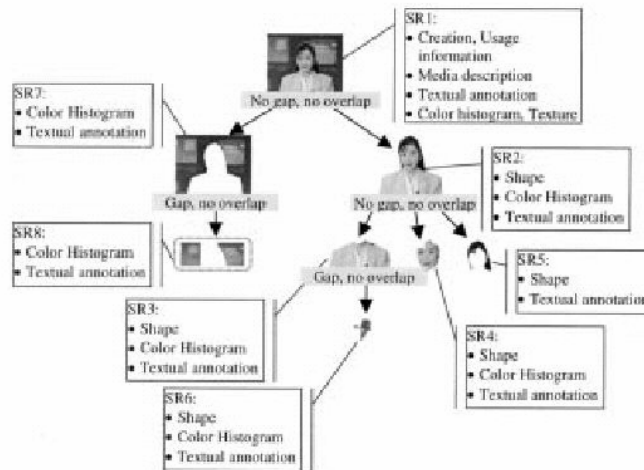 SR1:
• Creation, Usage
information
• Media description
• Textual annotation
• Color histogram, Texture
No gap, no overlap
SR7:
• Color Histogram
• Textual annotation
SR2:
• Shape
• Color Histogram
• Textual annotation
Gap, no overlap
No gap, no overlap
SR8:
• Color Histogram
• Textual annotation
SR5:
• Shape
• Textual annotation
Gap, no overlap
SR3:
• Shape
• Color Histogram
• Textual annotation
SR4:
• Shape
• Color Histogram
• Textual annotation
SR6:
• Shape
• Color Histogram
• Textual annotation